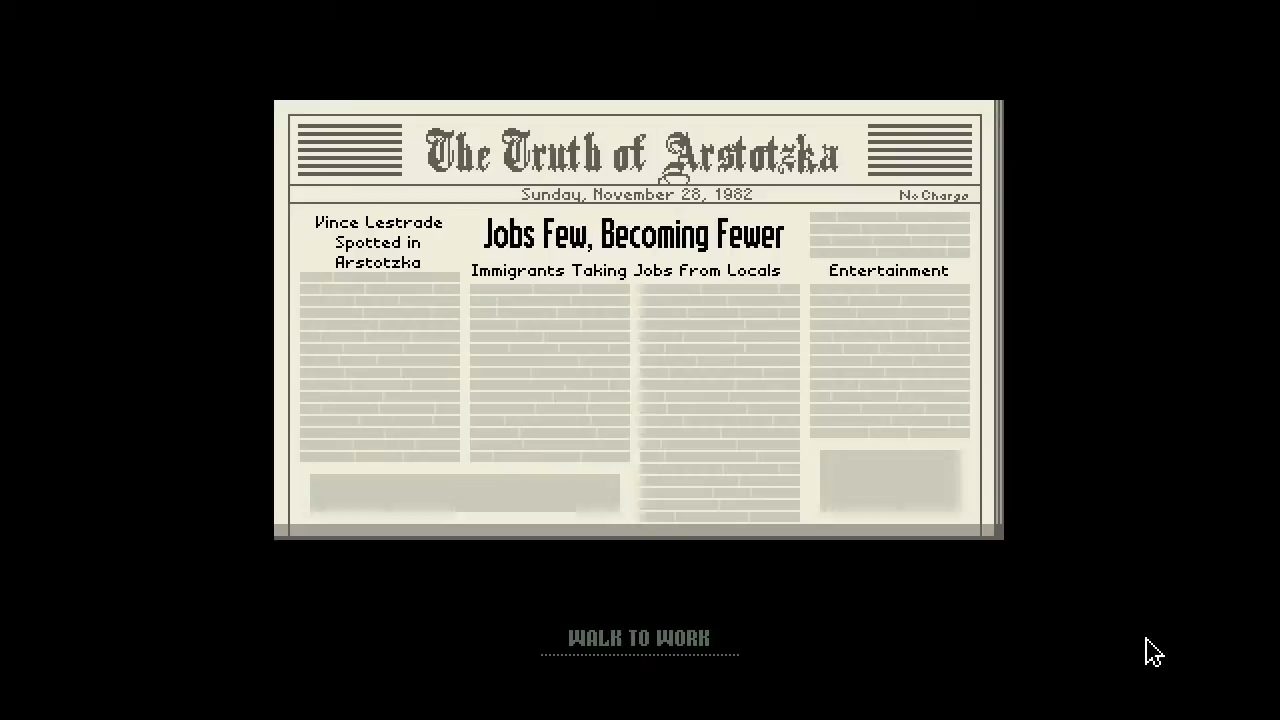 The Truth of Arstotzka
Sunday, November 28, 1982
No Charge
Vince Lestrade
Spotted in
Arstotzka
Jobs Few, Becoming Fewer
Immigrants Taking Jobs From Locals
Entertainment
WALK TO WORK